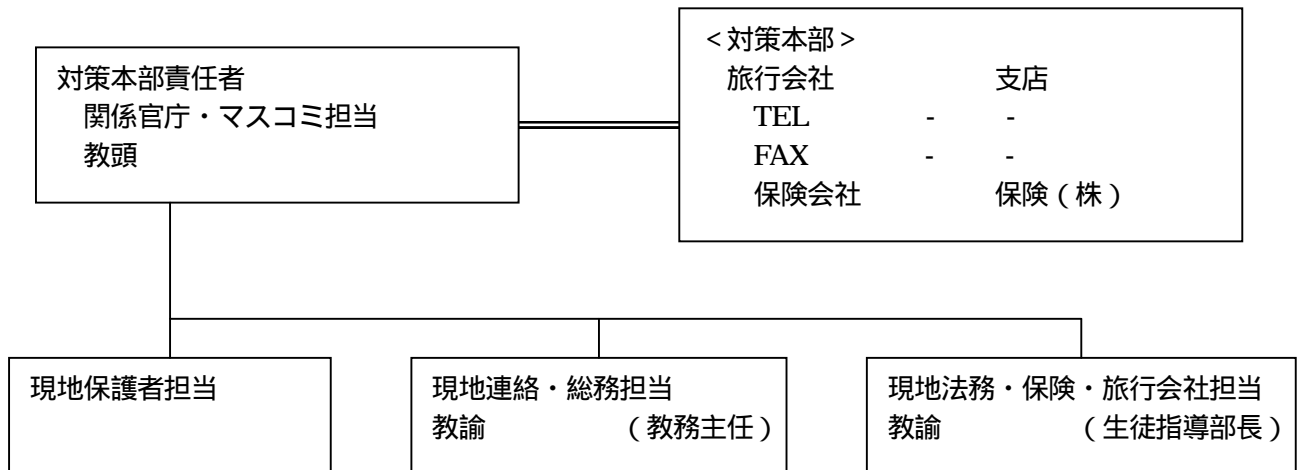 対策本部責任者
関係官庁・マスコミ担当
教頭
<対策本部>
旅行会社 支店
TEL - -
FAX - -
保険会社 保険(株)
現地保護者担当
現地連絡・総務担当
教諭 (教務主任)
現地法務・保険・旅行会社担当
教諭 (生徒指導部長)